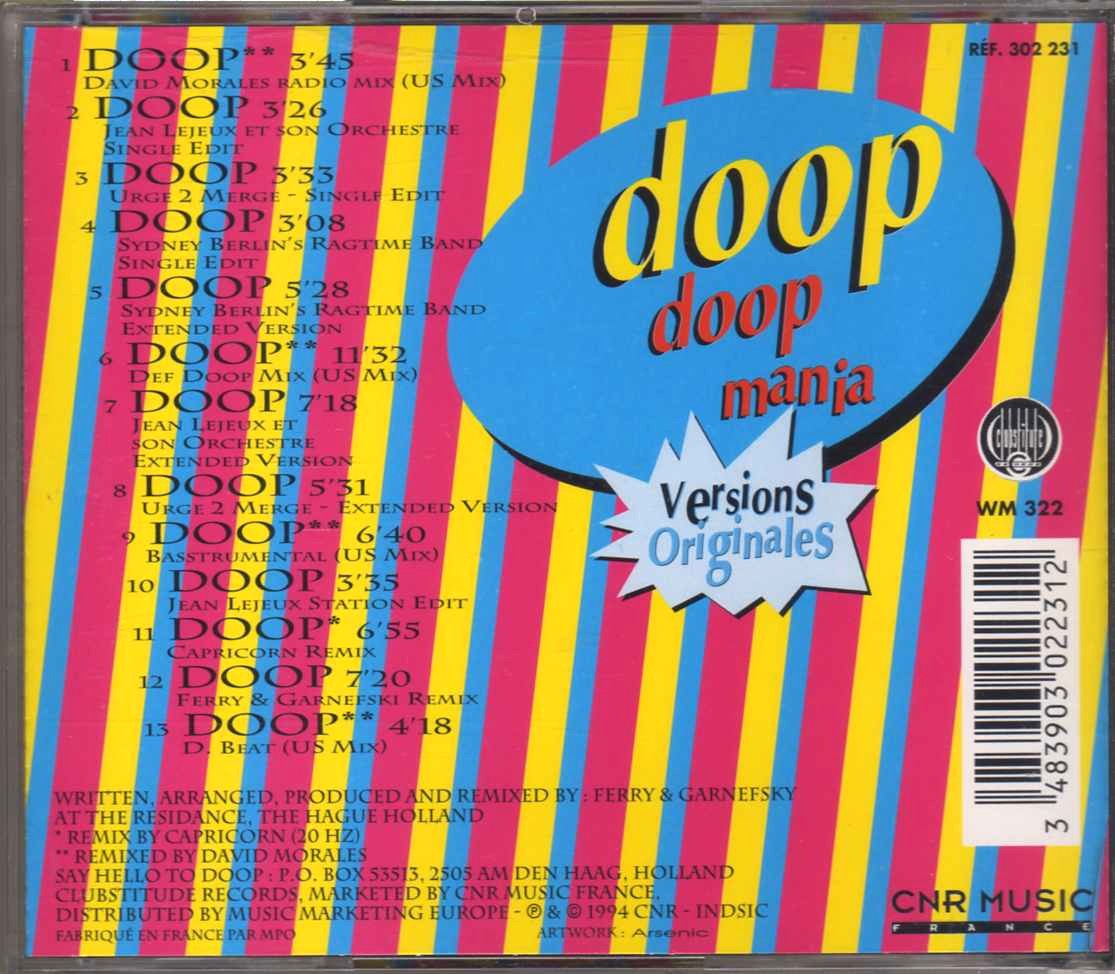 1 DOOP** 3'45
David Morales radio mix (US Mix)
2 DOOP 3'26
Jean Lejeux et son Orchestre
Single Edit
3 DOOP 3'33
Urge 2 Merge - Single Edit
4 DOOP 3'08
Sydney Berlin's Ragtime Band
Single Edit
5 DOOP 5'28
Sydney Berlin's Ragtime Band
Extended Version
6 DOOP** 11'32
Def Doop Mix (US Mix)
7 DOOP 7'18
Jean Lejeux et
son Orchestre
Extended Version
8 DOOP 5'31
Urge 2 Merge - Extended Version
9 DOOP** 6'40
Basstrumental (US Mix)
10 DOOP 3'35
Jean Lejeux Station Edit
11 DOOP* 6'55
Capricorn Remix
12 DOOP 7'20
Ferry & Garnefski Remix
13 DOOP** 4'18
D. Beat (US Mix)
WRITTEN, ARRANGED, PRODUCED AND REMIXED BY : FERRY & GARNEFSKY
AT THE RESIDANCE, THE HAGUE HOLLAND
* REMIX BY CAPRICORN (20 HZ)
** REMIXED BY DAVID MORALES
SAY HELLO TO DOOP : P.O. BOX 53513, 2505 AM DEN HAAG, HOLLAND
CLUBSTITUDE RECORDS, MARKETED BY CNR MUSIC FRANCE,
DISTRIBUTED BY MUSIC MARKETING EUROPE - ℗ & © 1994 CNR - INDSIC
FABRIQUÉ EN FRANCE PAR MPO
ARTWORK : Arsenic
RÉF. 302 231
doop
doop
mania
Versions
Originales
clubstitute
WM 322
3 483903 022312
CNR MUSIC
FRANCE